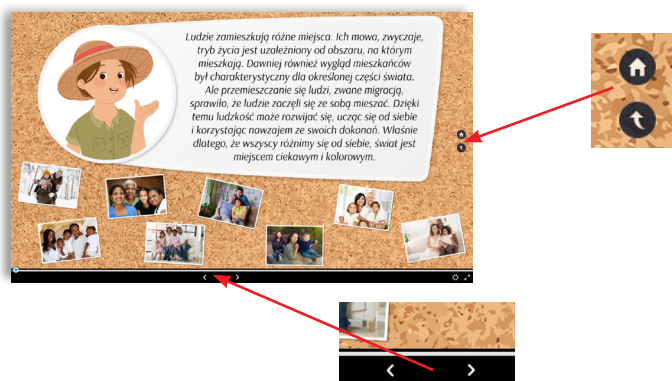 Ludzie zamieszkują różne miejsca. Ich mowa, zwyczaje,
tryb życia jest uzależniony od obszaru, na którym
mieszkają. Dawniej również wygląd mieszkańców
był charakterystyczny dla określonej części świata.
Ale przemieszczanie się ludzi, zwane migracją,
sprawiło, że ludzie zaczęli się ze sobą mieszać. Dzięki
temu ludzkość może rozwijać się, ucząc się od siebie
i korzystając nawzajem ze swoich dokonań. Właśnie
dlatego, że wszyscy różnimy się od siebie, świat jest
miejscem ciekawym i kolorowym.